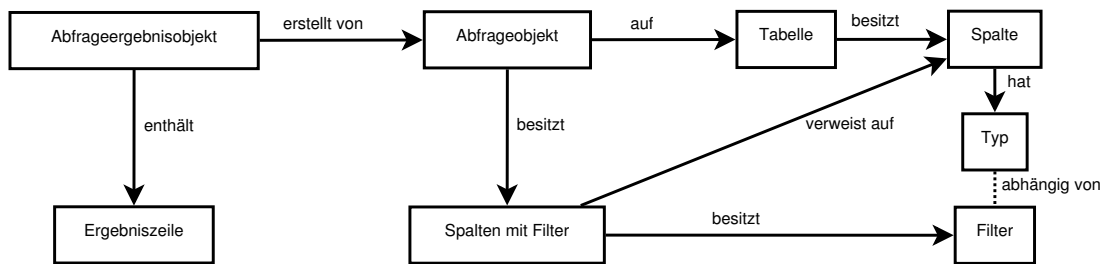 Abfrageergebnisobjekt
erstellt von
Abfrageobjekt
auf
Tabelle
besitzt
Spalte
hat
enthält
besitzt
verweist auf
Typ
abhängig von
Ergebniszeile
Spalten mit Filter
besitzt
Filter